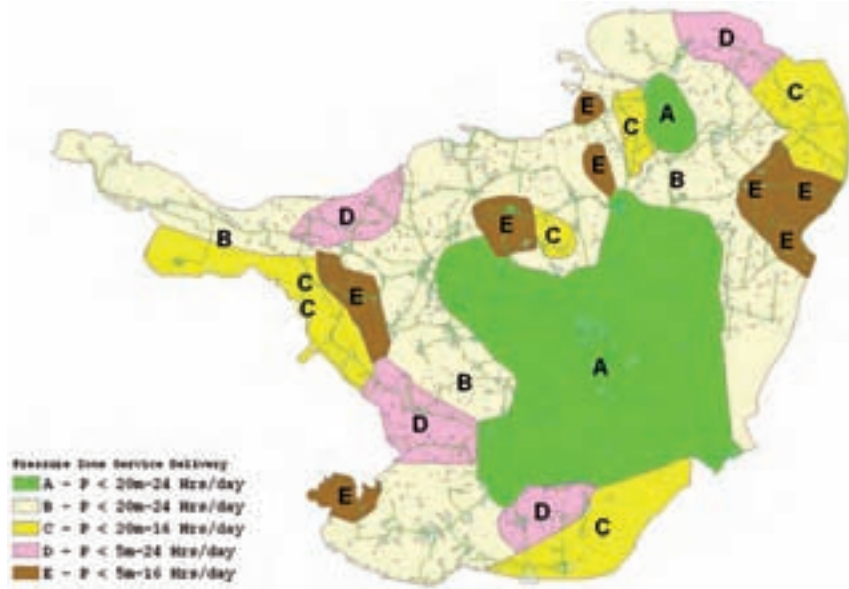 D
C
E
C
A
E
B
E
E
D
E
C
B
E
C
E
C
A
B
D
Pressure Zone Service Delivery
A - P < 20m-24 Hrs/day
B - P < 20m-24 Hrs/day
C - P < 20m-16 Hrs/day
D - P < 5m-24 Hrs/day
E - P < 5m-16 Hrs/day
E
D
C